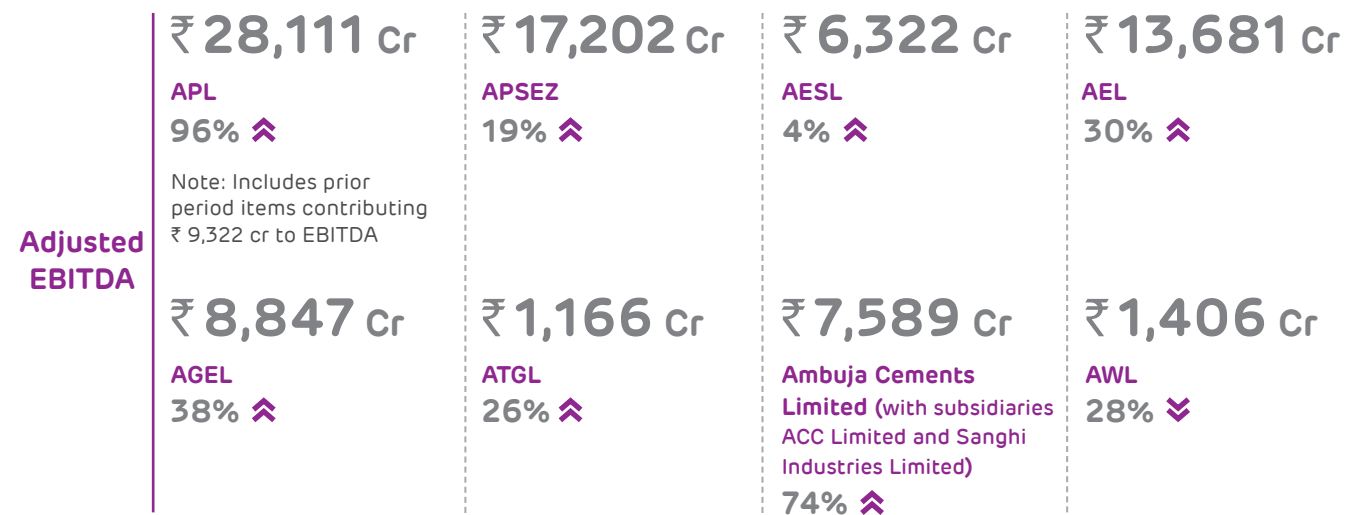 Adjusted
EBITDA
₹ 28,111 Cr
APL
96%
Note: Includes prior
period items contributing
₹ 9,322 cr to EBITDA
₹ 17,202 Cr
APSEZ
19%
₹ 6,322 Cr
AESL
4%
₹ 13,681 Cr
AEL
30%
₹ 8,847 Cr
AGEL
38%
₹ 1,166 Cr
ATGL
26%
₹ 7,589 Cr
Ambuja Cements
Limited (with subsidiaries
ACC Limited and Sanghi
Industries Limited)
74%
₹ 1,406 Cr
AWL
28%